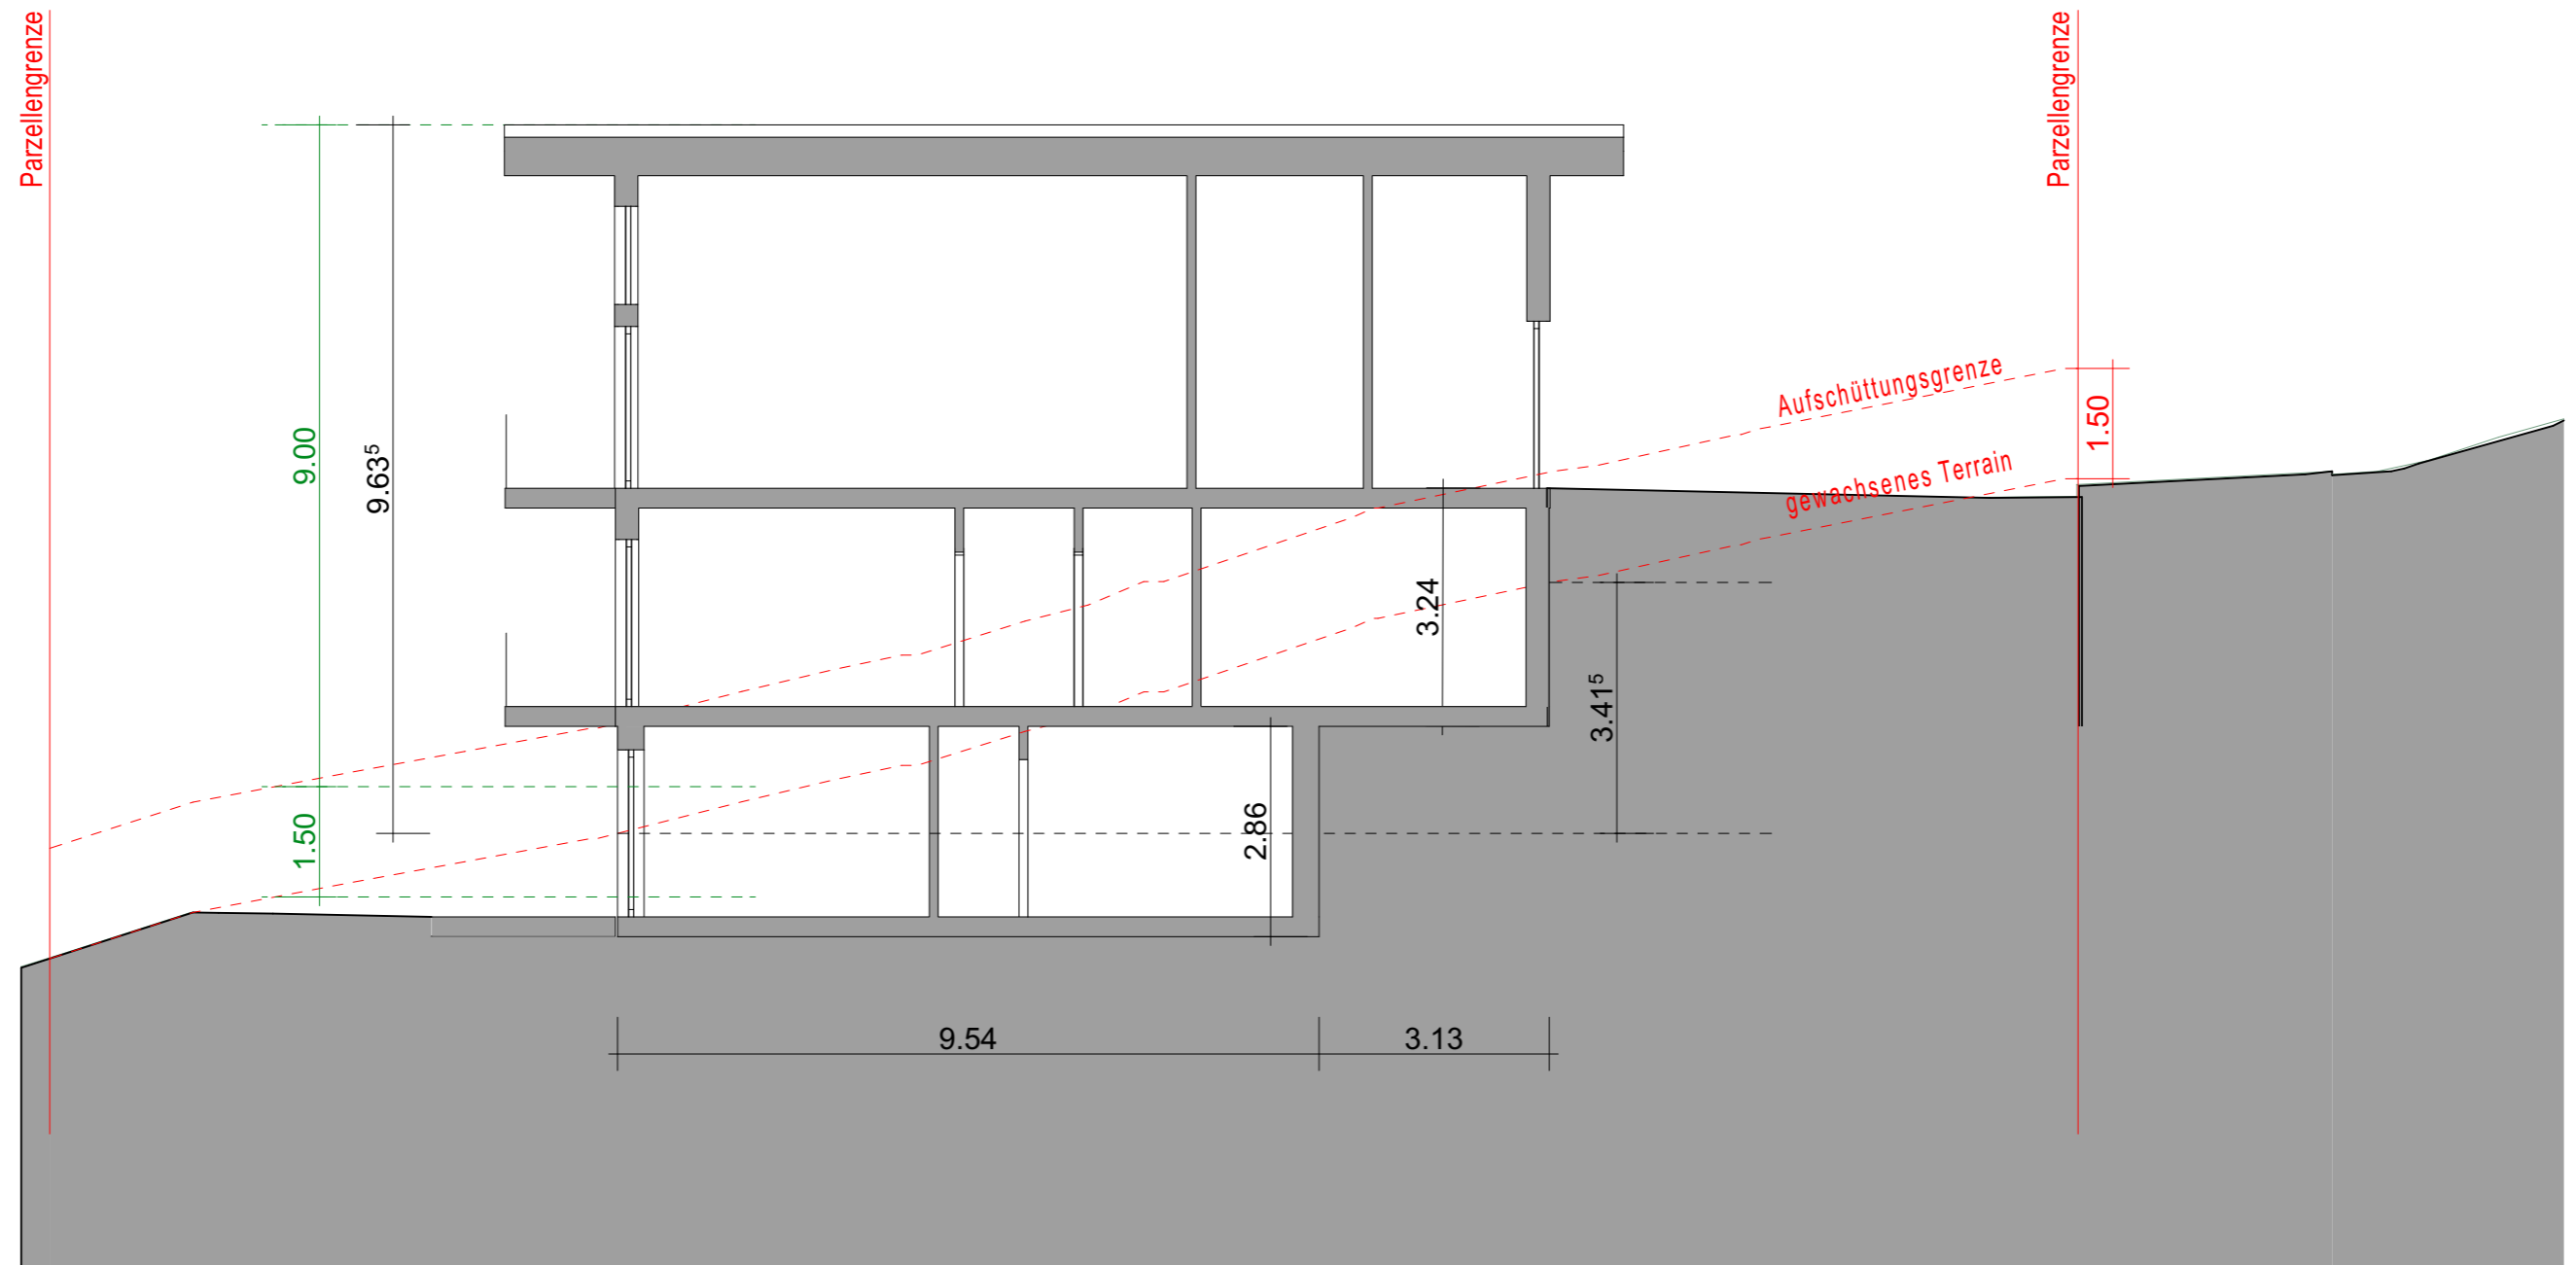 Parzellengrenze
Parzellengrenze
9.00
9.63⁵
Aufschüttungsgrenze
1.50
gewachsenes Terrain
3.24
3.41⁵
1.50
2.86
9.54
3.13